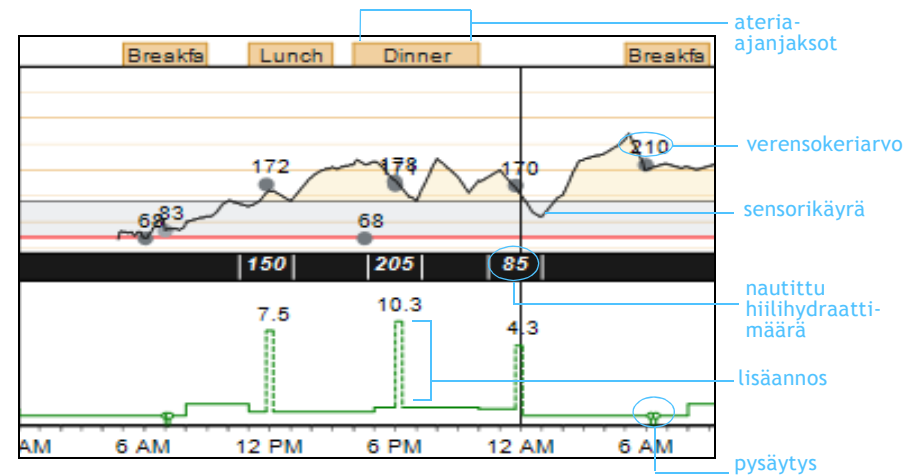 ateria-
ajanjaksot
Breakfa Lunch Dinner Breakfa
172 178 170 210
verensokeriarvo
68 83 68
sensorikäyrä
150 205 85
nautittu
hiilihydraatti-
määrä
7.5 10.3 4.3
lisäannos
AM 6 AM 12 PM 6 PM 12 AM 6 AM
pysäytys